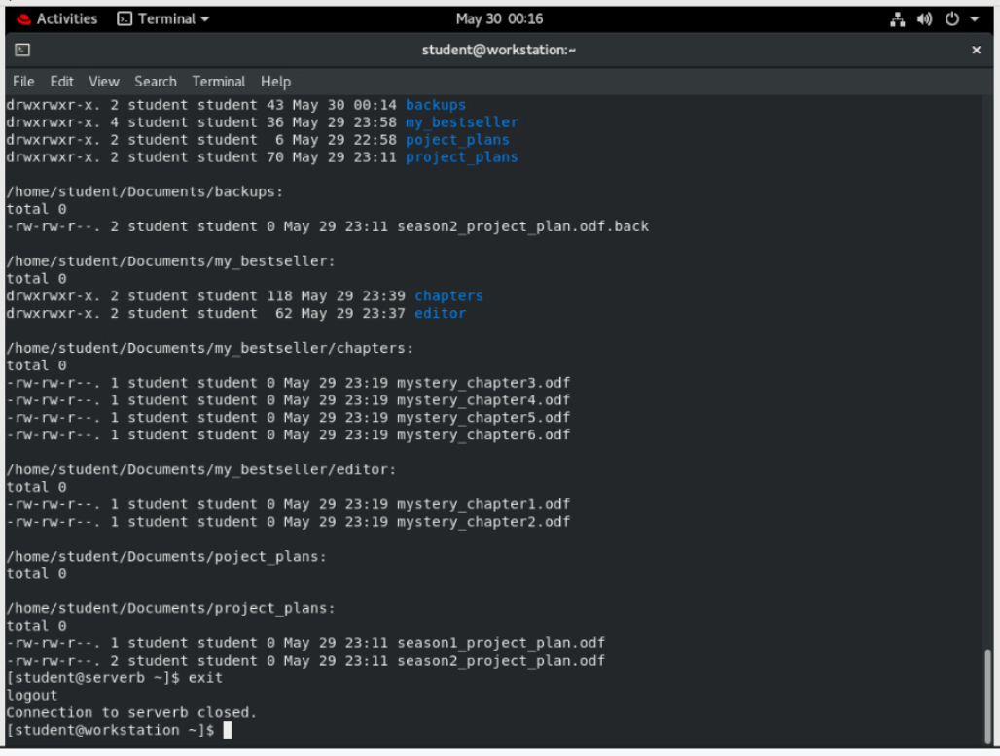 Activities Terminal May 30 00:16
student@workstation:~
File Edit View Search Terminal Help
drwxrwxr-x. 2 student student 43 May 30 00:14 backups
drwxrwxr-x. 4 student student 36 May 29 23:58 my_bestseller
drwxrwxr-x. 2 student student  6 May 29 22:58 poject_plans
drwxrwxr-x. 2 student student 70 May 29 23:11 project_plans
/home/student/Documents/backups:
total 0
-rw-rw-r--. 2 student student 0 May 29 23:11 season2_project_plan.odf.back
/home/student/Documents/my_bestseller:
total 0
drwxrwxr-x. 2 student student 118 May 29 23:39 chapters
drwxrwxr-x. 2 student student  62 May 29 23:37 editor
/home/student/Documents/my_bestseller/chapters:
total 0
-rw-rw-r--. 1 student student 0 May 29 23:19 mystery_chapter3.odf
-rw-rw-r--. 1 student student 0 May 29 23:19 mystery_chapter4.odf
-rw-rw-r--. 1 student student 0 May 29 23:19 mystery_chapter5.odf
-rw-rw-r--. 1 student student 0 May 29 23:19 mystery_chapter6.odf
/home/student/Documents/my_bestseller/editor:
total 0
-rw-rw-r--. 1 student student 0 May 29 23:19 mystery_chapter1.odf
-rw-rw-r--. 1 student student 0 May 29 23:19 mystery_chapter2.odf
/home/student/Documents/poject_plans:
total 0
/home/student/Documents/project_plans:
total 0
-rw-rw-r--. 1 student student 0 May 29 23:11 season1_project_plan.odf
-rw-rw-r--. 2 student student 0 May 29 23:11 season2_project_plan.odf
[student@serverb ~]$ exit
logout
Connection to serverb closed.
[student@workstation ~]$